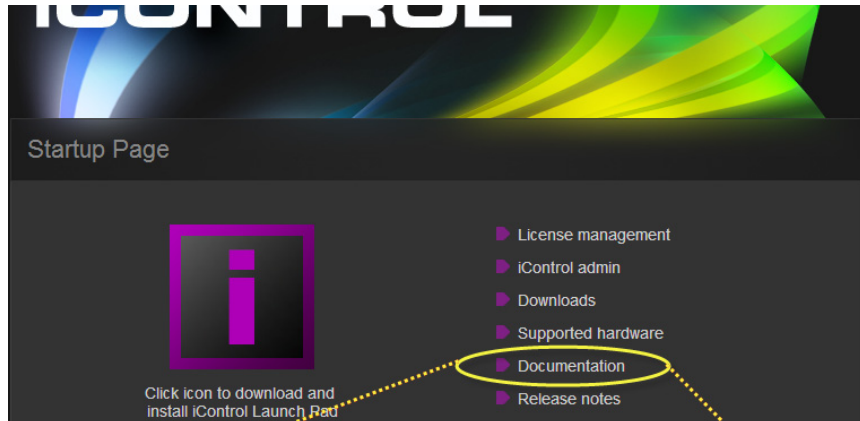 iCONTROL
Startup Page
License management
iControl admin
Downloads
Supported hardware
Documentation
Release notes
Click icon to download and
install iControl Launch Pad